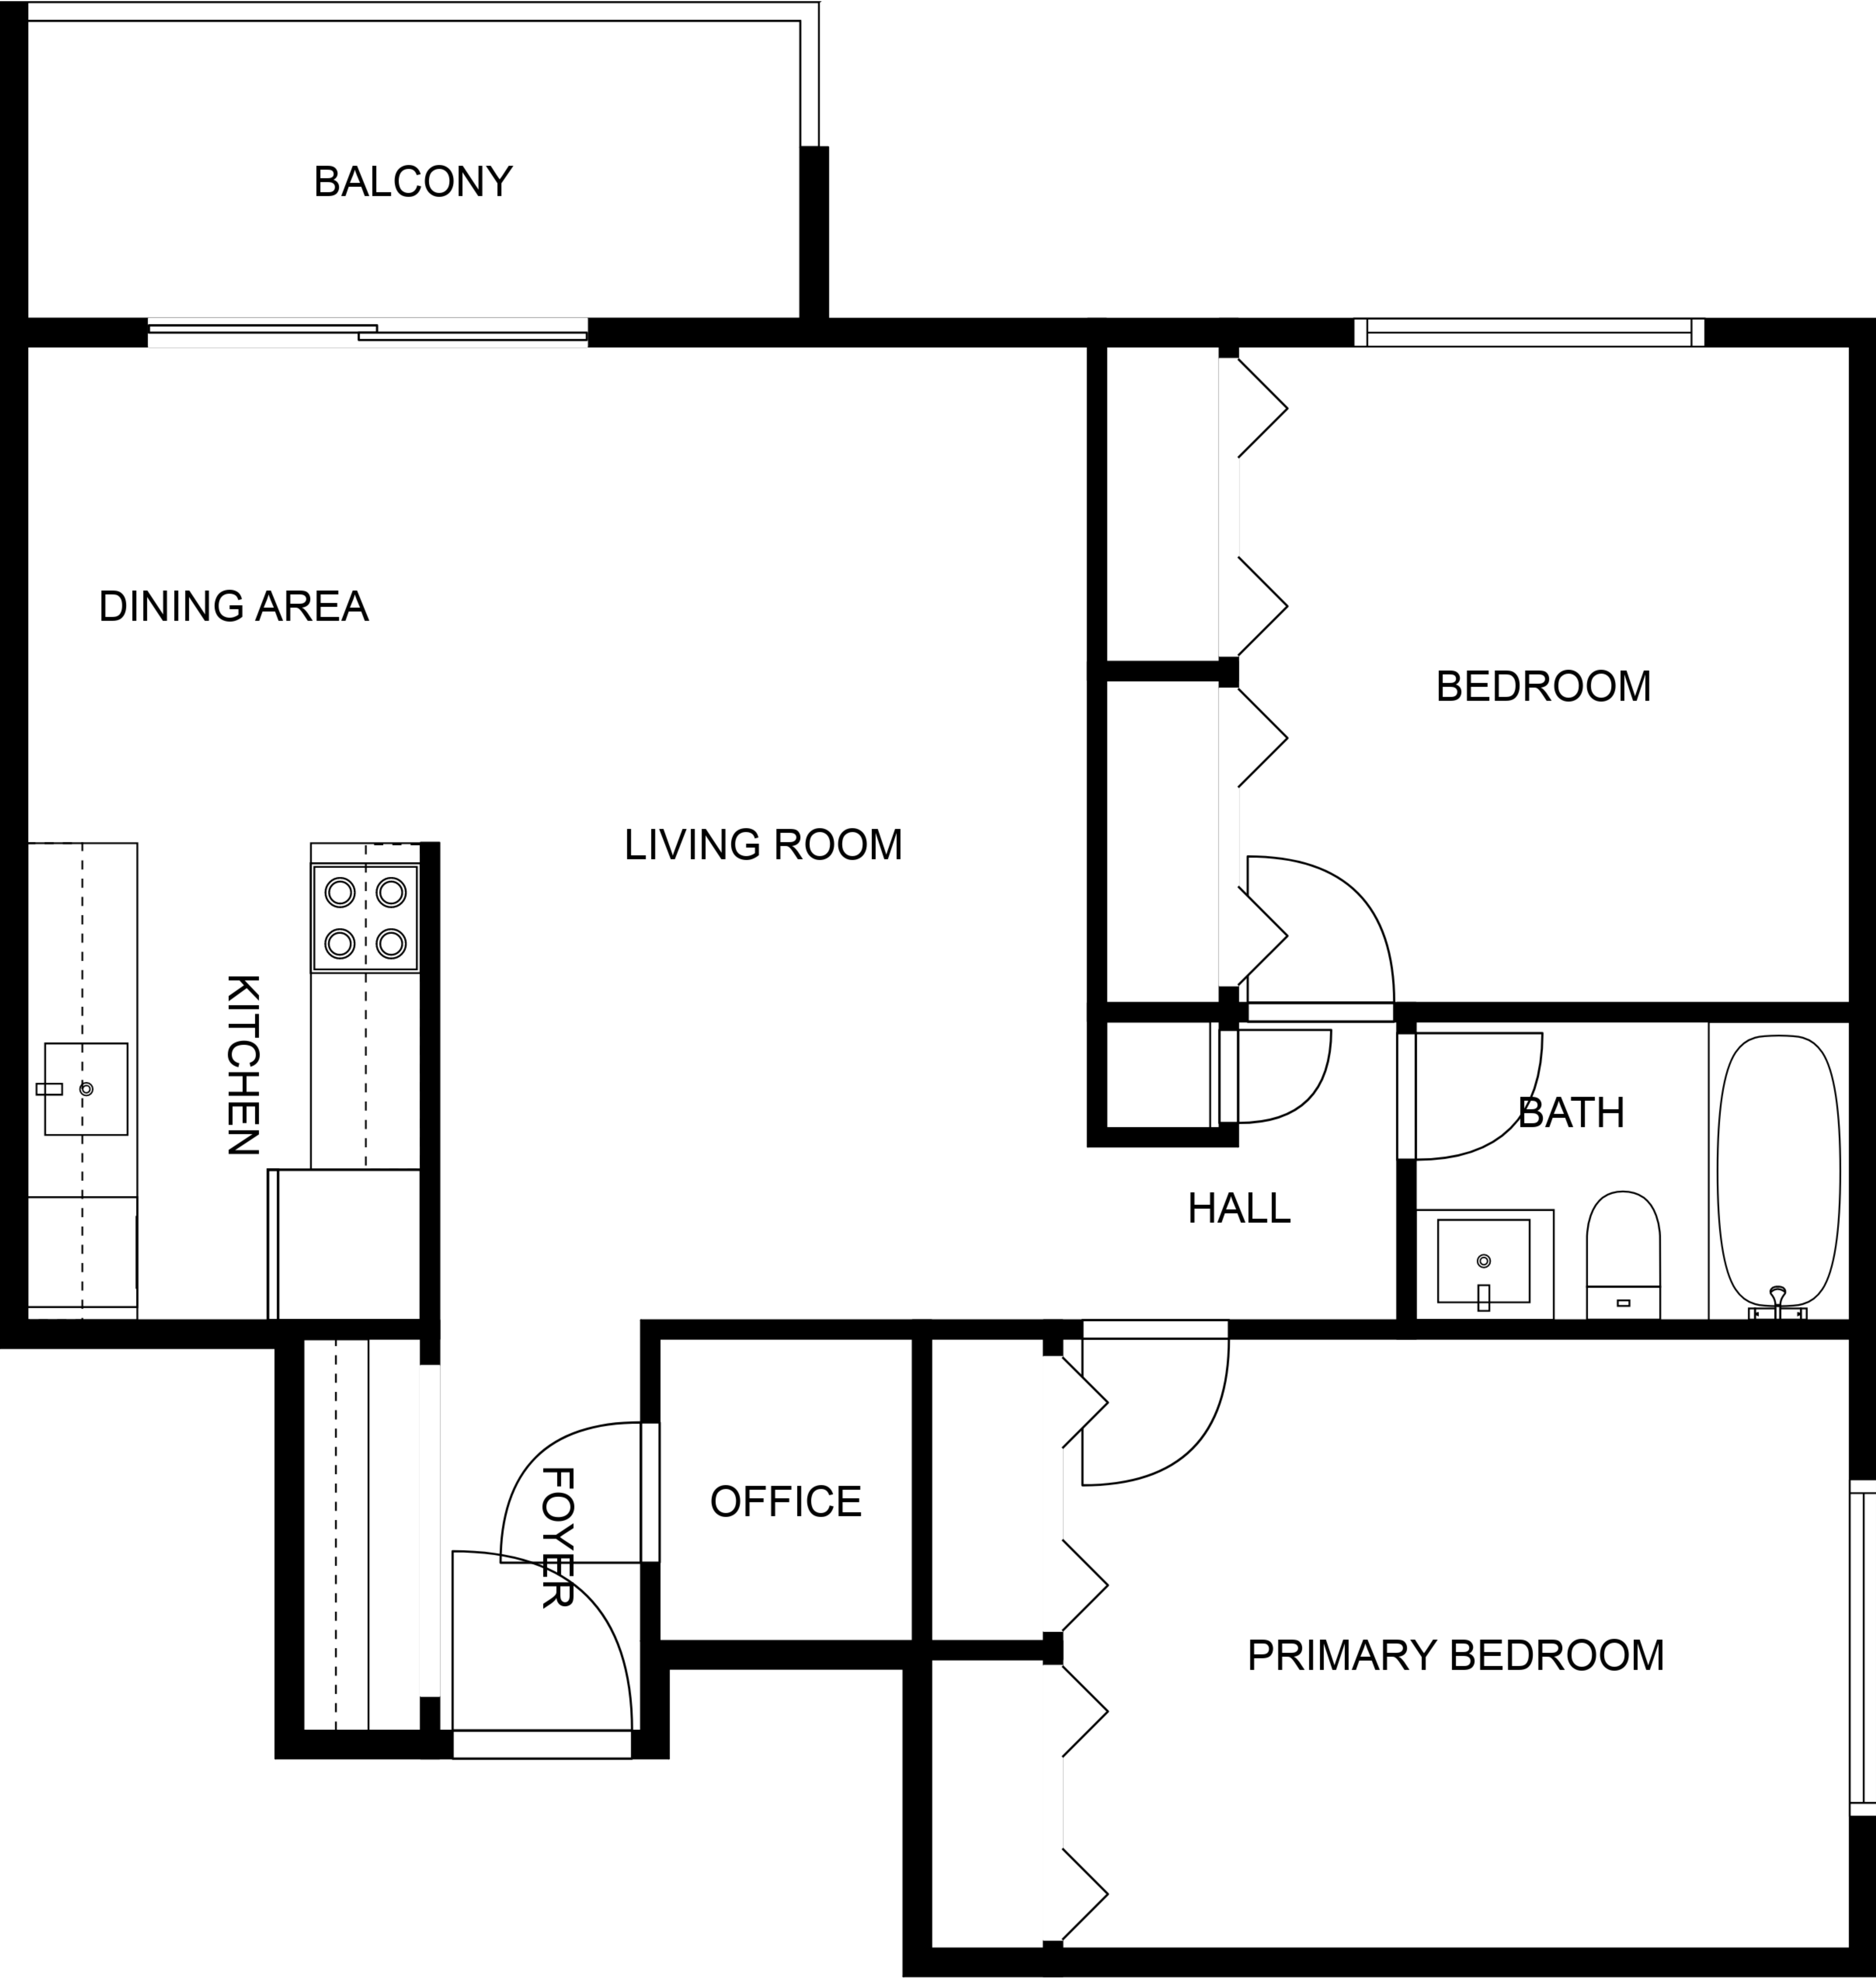 BALCONY
DINING AREA
BEDROOM
LIVING ROOM
KITCHEN
BATH
HALL
OFFICE
FOYER
PRIMARY BEDROOM